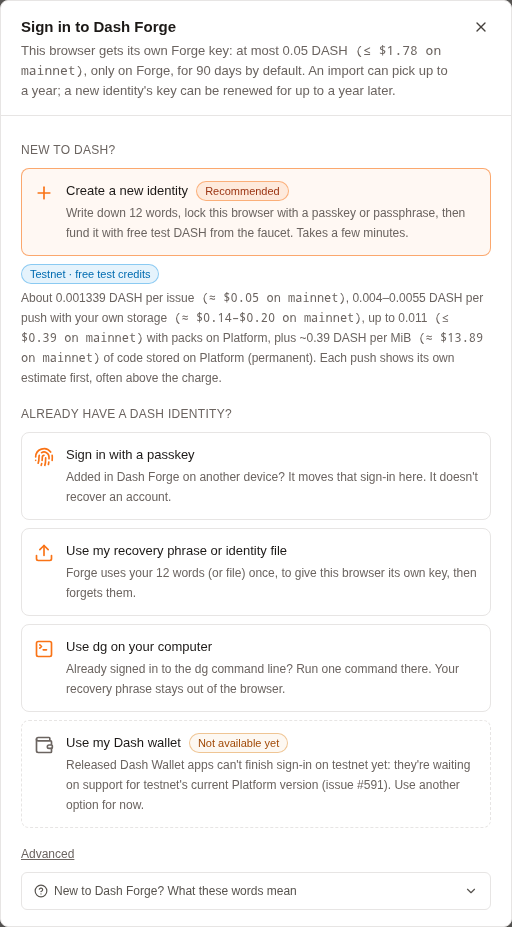 Sign in to Dash Forge
This browser gets its own Forge key: at most 0.05 DASH (≤ $1.78 on
mainnet), only on Forge, for 90 days by default. An import can pick up to
a year; a new identity's key can be renewed for up to a year later.
NEW TO DASH?
Create a new identity Recommended
Write down 12 words, lock this browser with a passkey or passphrase, then
fund it with free test DASH from the faucet. Takes a few minutes.
Testnet · free test credits
About 0.001339 DASH per issue (≈ $0.05 on mainnet), 0.004–0.0055 DASH per
push with your own storage (≈ $0.14–$0.20 on mainnet), up to 0.011 (≤
$0.39 on mainnet) with packs on Platform, plus ~0.39 DASH per MiB (≈ $13.89
on mainnet) of code stored on Platform (permanent). Each push shows its own
estimate first, often above the charge.
ALREADY HAVE A DASH IDENTITY?
Sign in with a passkey
Added in Dash Forge on another device? It moves that sign-in here. It doesn't
recover an account.
Use my recovery phrase or identity file
Forge uses your 12 words (or file) once, to give this browser its own key, then
forgets them.
Use dg on your computer
Already signed in to the dg command line? Run one command there. Your
recovery phrase stays out of the browser.
Use my Dash wallet Not available yet
Released Dash Wallet apps can't finish sign-in on testnet yet: they're waiting
on support for testnet's current Platform version (issue #591). Use another
option for now.
Advanced
New to Dash Forge? What these words mean